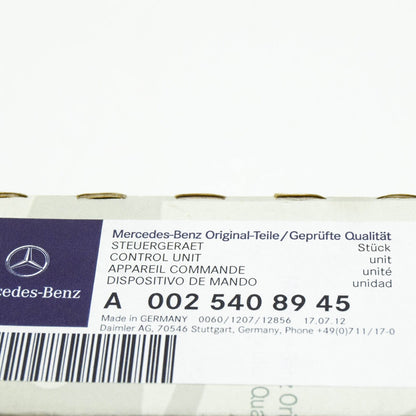 Mercedes-Benz Original-Teile/Geprüfte Qualität
STEUERGERAET Stück
CONTROL UNIT unit
APPAREIL COMMANDE unité
DISPOSITIVO DE MANDO unidad
cedes-Benz
A 002 540 89 45
Made in GERMANY 0060/1207/12856 17.07.12
Daimler AG, 70546 Stuttgart, Germany, Phone +49(0)711/17-0